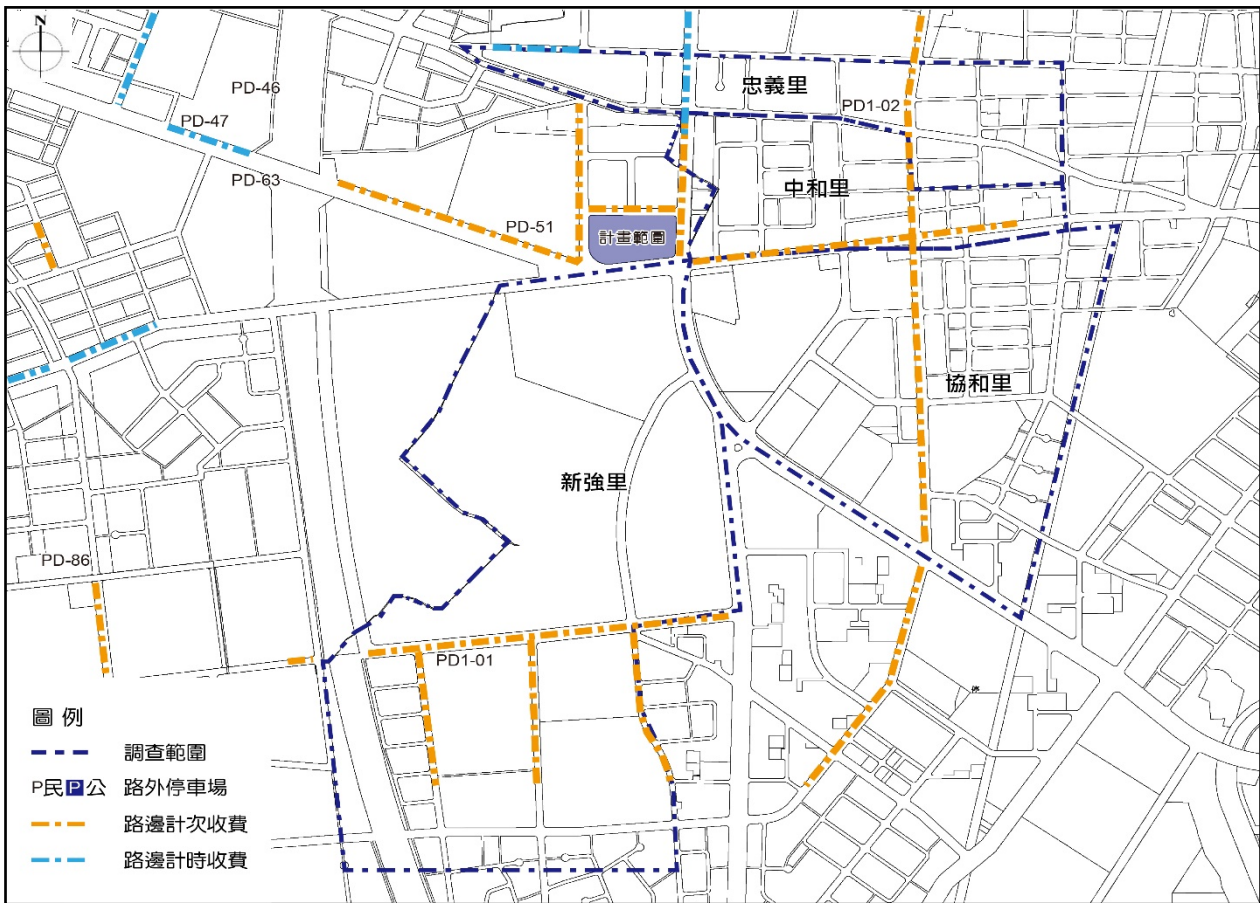 N
忠義里
PD-46
PD1-02
PD-47
PD-63
中和里
PD-51
計畫範圍
協和里
新強里
PD-86
PD1-01
圖例
調查範圍
P民 P 公 路外停車場
路邊計次收費
路邊計時收費